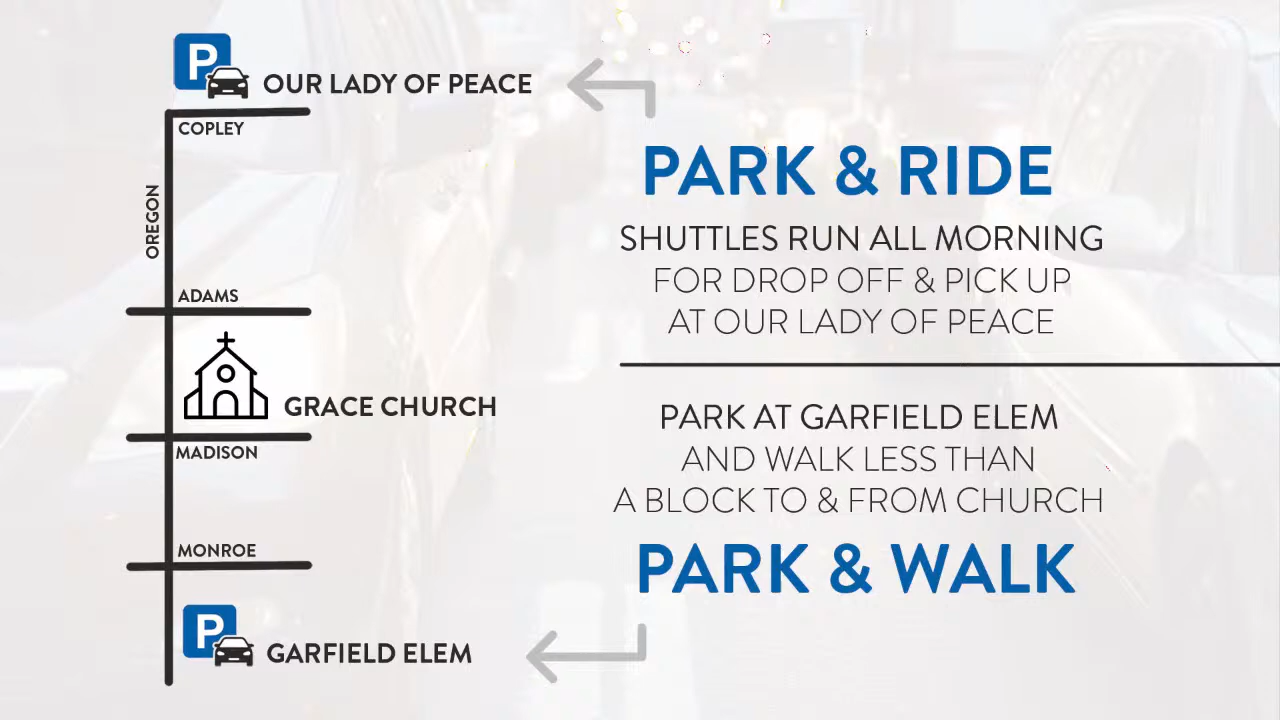 P
OUR LADY OF PEACE
COPLEY
OREGON
ADAMS
GRACE CHURCH
MADISON
MONROE
P
GARFIELD ELEM
PARK & RIDE
SHUTTLES RUN ALL MORNING
FOR DROP OFF & PICK UP
AT OUR LADY OF PEACE
PARK AT GARFIELD ELEM
AND WALK LESS THAN
A BLOCK TO & FROM CHURCH
PARK & WALK